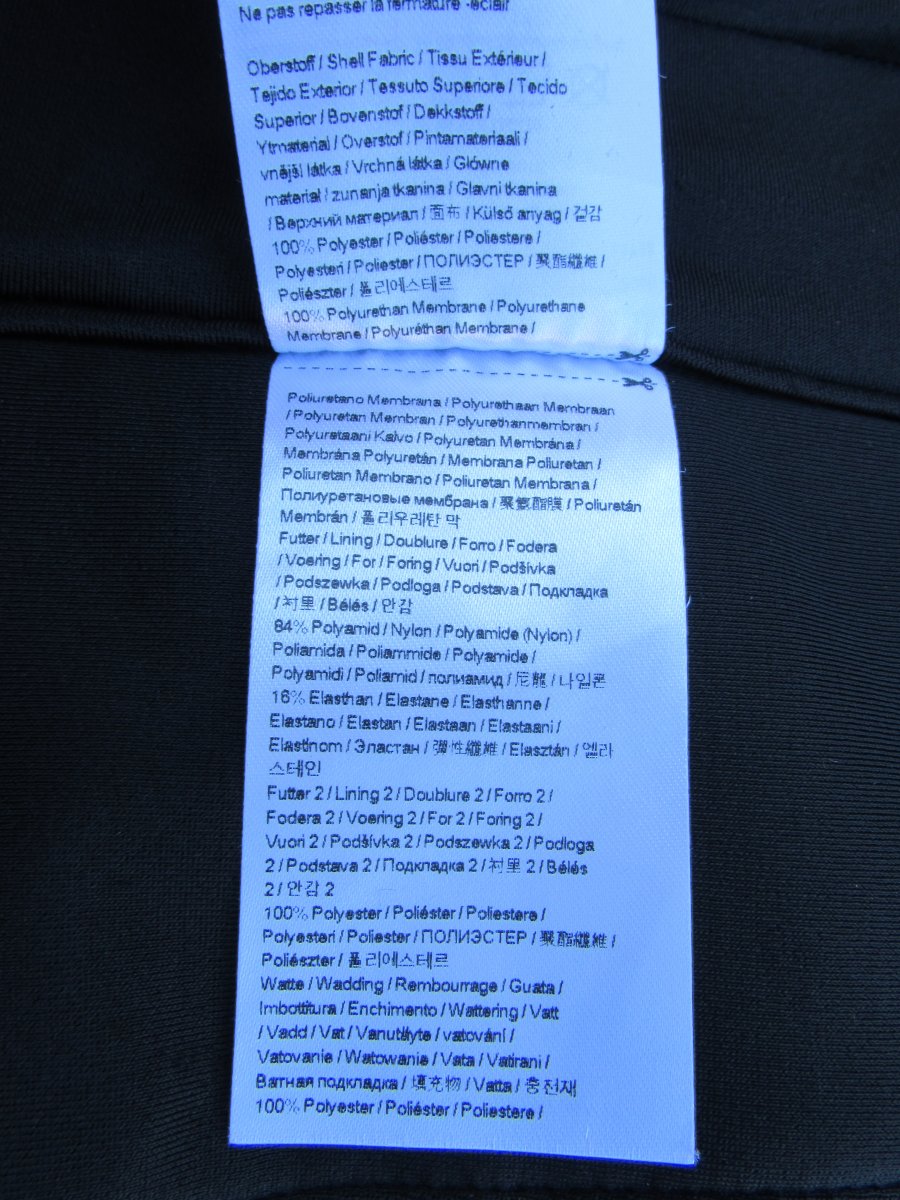 Ne pas repasser la fermature -eclair
Oberstoff / Shell Fabric / Tissu Extérieur /
Tejido Exterior / Tessuto Superiore / Tecido
Superior / Bovenstof / Dekkstoff /
Ytmaterial / Overstof / Pintamateriaali /
vnější látka / Vrchná látka / Główne
material / zunanja tkanina / Glavni tkanina
/ Верхний материал / 面布 / Külső anyag / 겉감
100% Polyester / Poliéster / Poliestere /
Polyesteri / Poliester / ПОЛИЭСТЕР / 聚酯纖維 /
Poliészter / 폴리에스테르
100% Polyurethan Membrane / Polyurethane
Membrane / Polyuréthan Membrane /
Poliuretano Membrana / Polyurethaan Membraan
/ Polyuretan Membran / Polyurethanmembran /
Polyuretaani Kalvo / Polyuretan Membrána /
Membrána Polyuretán / Membrana Poliuretan /
Poliuretan Membrano / Poliuretan Membrana /
Полиуретановые мембрана / 聚氨酯膜 / Poliuretán
Membrán / 폴리우레탄 막
Futter / Lining / Doublure / Forro / Fodera
/ Voering / For / Foring / Vuori / Podšívka
/ Podszewka / Podloga / Podstava / Подкладка
/ 衬里 / Bélés / 안감
84% Polyamid / Nylon / Polyamide (Nylon) /
Poliamida / Poliammide / Polyamide /
Polyamidi / Poliamid / полиамид / 尼龍 / 나일론
16% Elasthan / Elastane / Elasthanne /
Elastano / Elastan / Elastaan / Elastaani /
Elastinom / Эластан / 彈性纖維 / Elasztán / 엘라
스테인
Futter 2 / Lining 2 / Doublure 2 / Forro 2 /
Fodera 2 / Voering 2 / For 2 / Foring 2 /
Vuori 2 / Podšívka 2 / Podszewka 2 / Podloga
2 / Podstava 2 / Подкладка 2 / 衬里 2 / Bélés
2 / 안감 2
100% Polyester / Poliéster / Poliestere /
Polyesteri / Poliester / ПОЛИЭСТЕР / 聚酯纖維 /
Poliészter / 폴리에스테르
Watte / Wadding / Rembourrage / Guata /
Imbottitura / Enchimento / Wattering / Vatt
/ Vadd / Vat / Vanutäyte / vatování /
Vatovanie / Watowanie / Vata / Vatirani /
Ватная подкладка / 填充物 / Vatta / 충전재
100% Polyester / Poliéster / Poliestere /